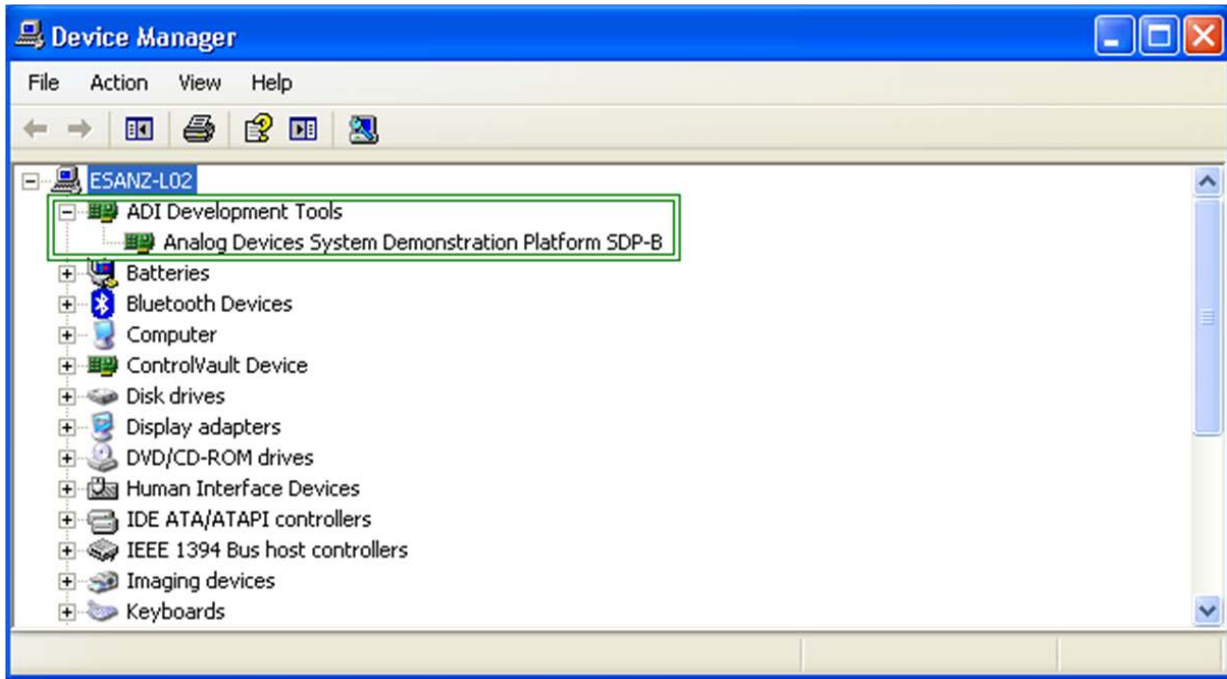 Device Manager
File Action View Help
ESANZ-L02
ADI Development Tools
Analog Devices System Demonstration Platform SDP-B
Batteries
Bluetooth Devices
Computer
ControlVault Device
Disk drives
Display adapters
DVD/CD-ROM drives
Human Interface Devices
IDE ATA/ATAPI controllers
IEEE 1394 Bus host controllers
Imaging devices
Keyboards